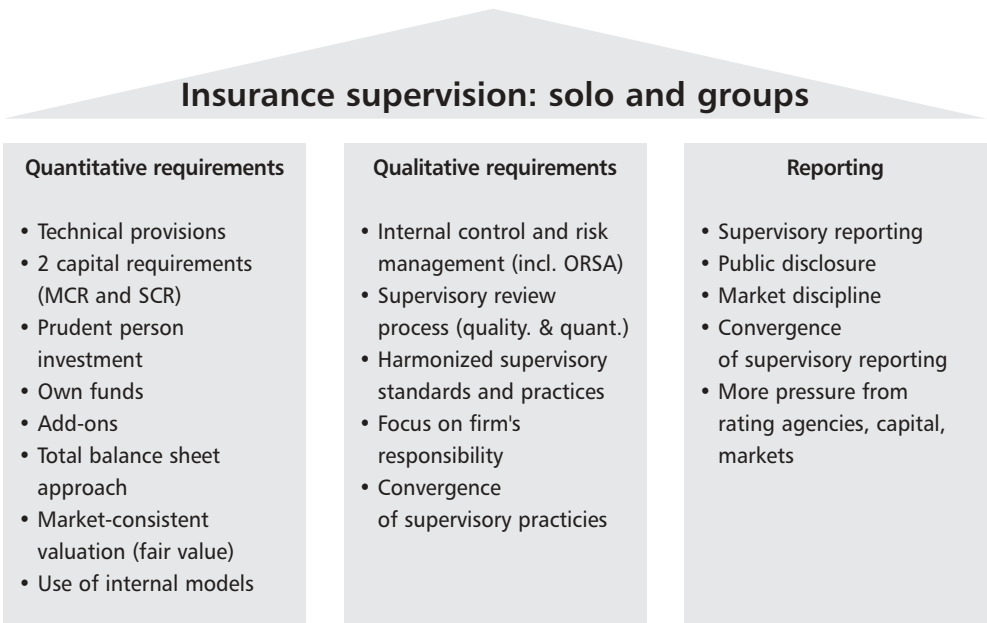 Insurance supervision: solo and groups
Quantitative requirements
• Technical provisions
• 2 capital requirements
(MCR and SCR)
• Prudent person
investment
• Own funds
• Add-ons
• Total balance sheet
approach
• Market-consistent
valuation (fair value)
• Use of internal models
Qualitative requirements
• Internal control and risk
management (incl. ORSA)
• Supervisory review
process (quality. & quant.)
• Harmonized supervisory
standards and practices
• Focus on firm's
responsibility
• Convergence
of supervisory practicies
Reporting
• Supervisory reporting
• Public disclosure
• Market discipline
• Convergence
of supervisory reporting
• More pressure from
rating agencies, capital,
markets